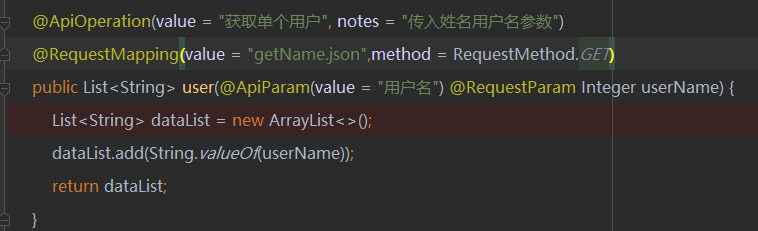 @ApiOperation(value = "获取单个用户", notes = "传入姓名用户名参数")
@RequestMapping(value = "getName.json",method = RequestMethod.GET)
public List<String> user(@ApiParam(value = "用户名") @RequestParam Integer userName) {
List<String> dataList = new ArrayList<>();
dataList.add(String.valueOf(userName));
return dataList;
}